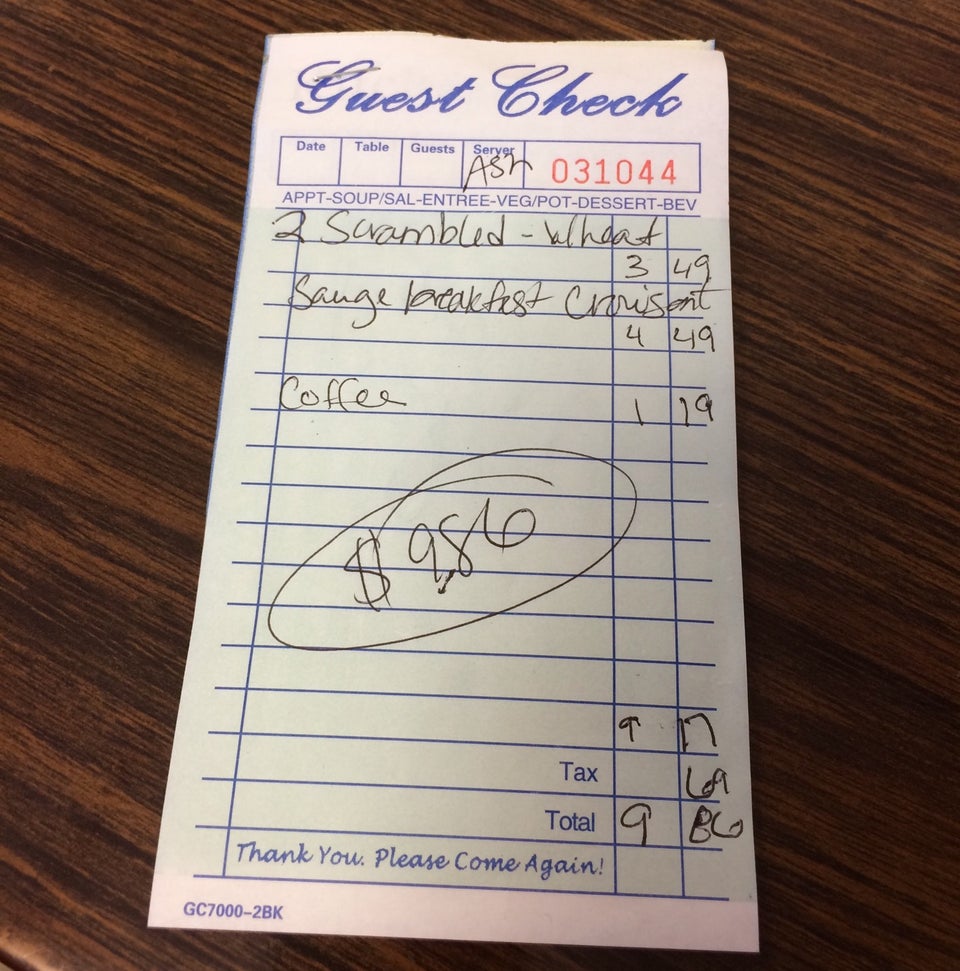 Guest Check
Date Table Guests Server
ASh 031044
APPT-SOUP/SAL-ENTREE-VEG/POT-DESSERT-BEV
2 Scrambled - Wheat
3 49
Sauge breakfest Crouisent
4 49
Coffee 1 19
$ 9.86
9 17
Tax 69
Total 9 86
Thank You. Please Come Again!
GC7000-2BK